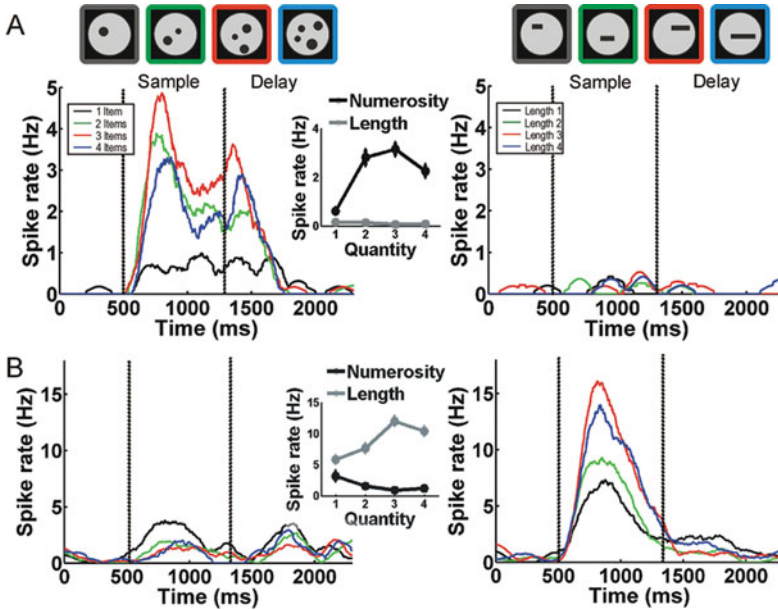 A
Sample Delay
1 Item
2 Items
3 Items
4 Items
Spike rate (Hz)
5
4
3
2
1
0
0 500 1000 1500 2000
Time (ms)
Numerosity
Length
Spike rate (Hz)
4
2
0
1 2 3 4
Quantity
Sample Delay
Length 1
Length 2
Length 3
Length 4
Spike rate (Hz)
5
4
3
2
1
0
0 500 1000 1500 2000
Time (ms)
B
Spike rate (Hz)
15
10
5
0
0 500 1000 1500 2000
Time (ms)
Numerosity
Length
Spike rate (Hz)
15
10
5
0
1 2 3 4
Quantity
Spike rate (Hz)
15
10
5
0
0 500 1000 1500 2000
Time (ms)